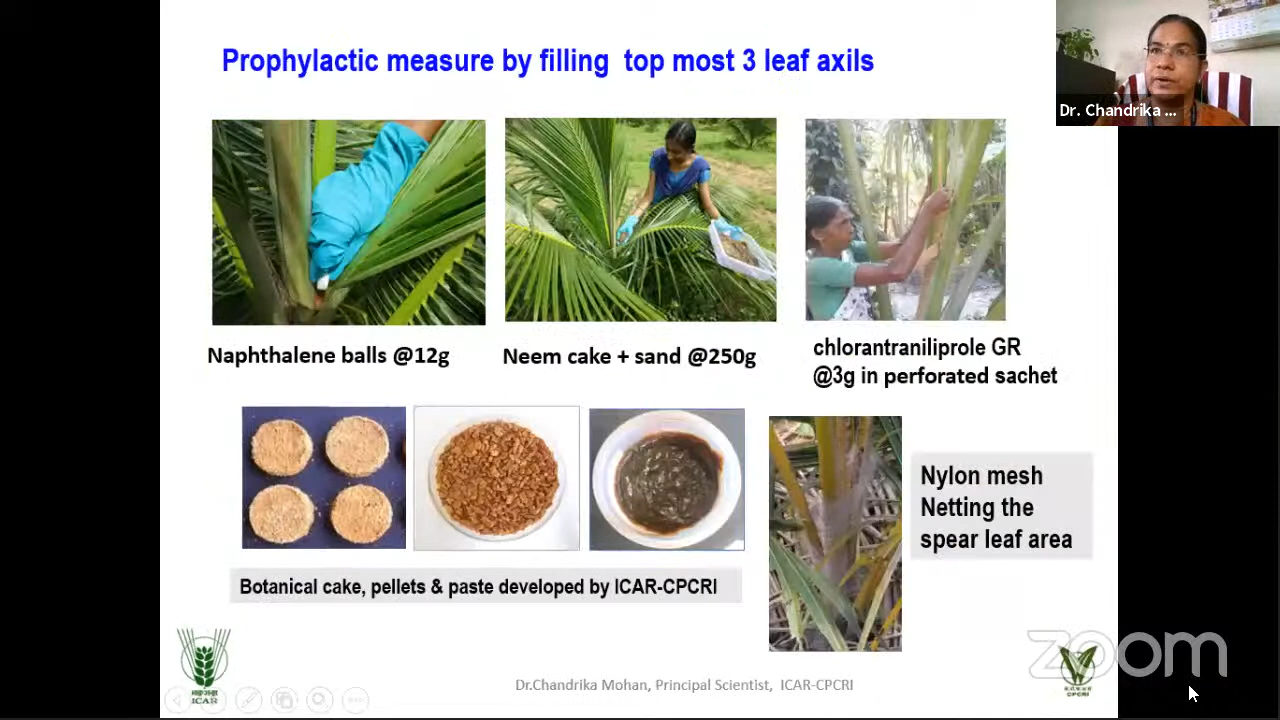 Prophylactic measure by filling top most 3 leaf axils
Dr. Chandrika ...
Naphthalene balls @12g
Neem cake + sand @250g
chlorantraniliprole GR
@3g in perforated sachet
Nylon mesh
Netting the
spear leaf area
Botanical cake, pellets & paste developed by ICAR-CPCRI
ICAR
Dr.Chandrika Mohan, Principal Scientist, ICAR-CPCRI
CPCRI
zoom